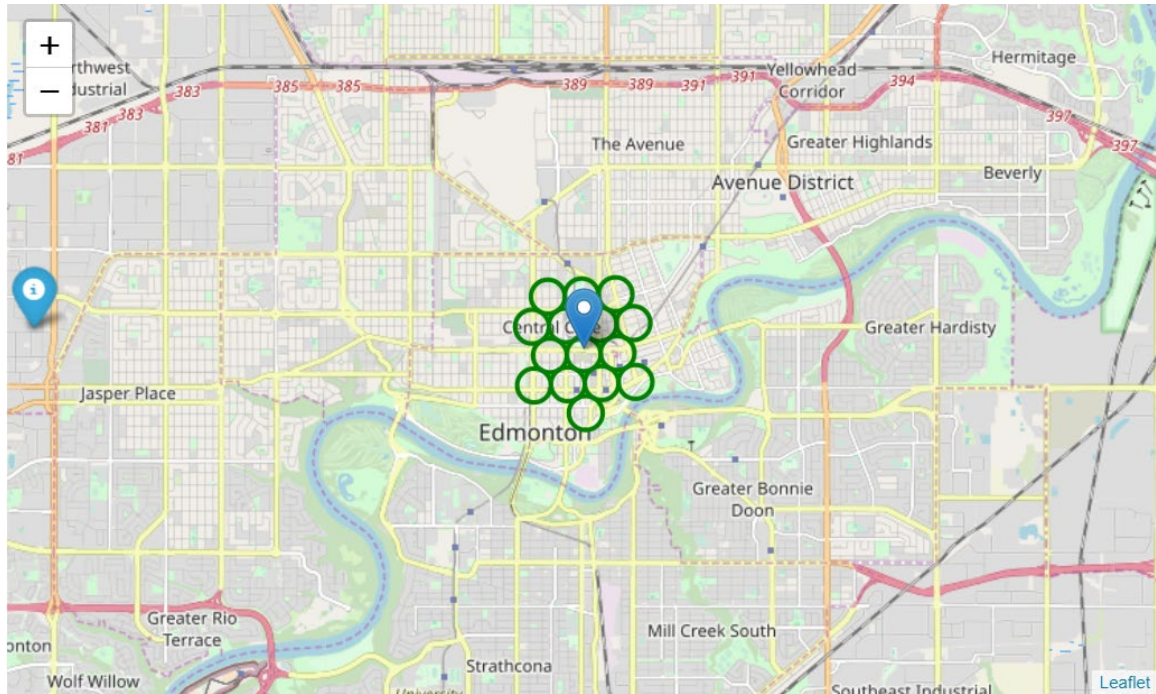 +
−
rthwest
dustrial
383
383
381
81
385
385
389
389
391
391
Yellowhead
Corridor
394
Hermitage
397
397
The Avenue
Greater Highlands
Avenue District
Beverly
i
Greater Hardisty
Jasper Place
Edmonton
Greater Bonnie
Doon
Greater Rio
Terrace
Mill Creek South
onton
Wolf Willow
Strathcona
University
Southeast Industrial
Leaflet